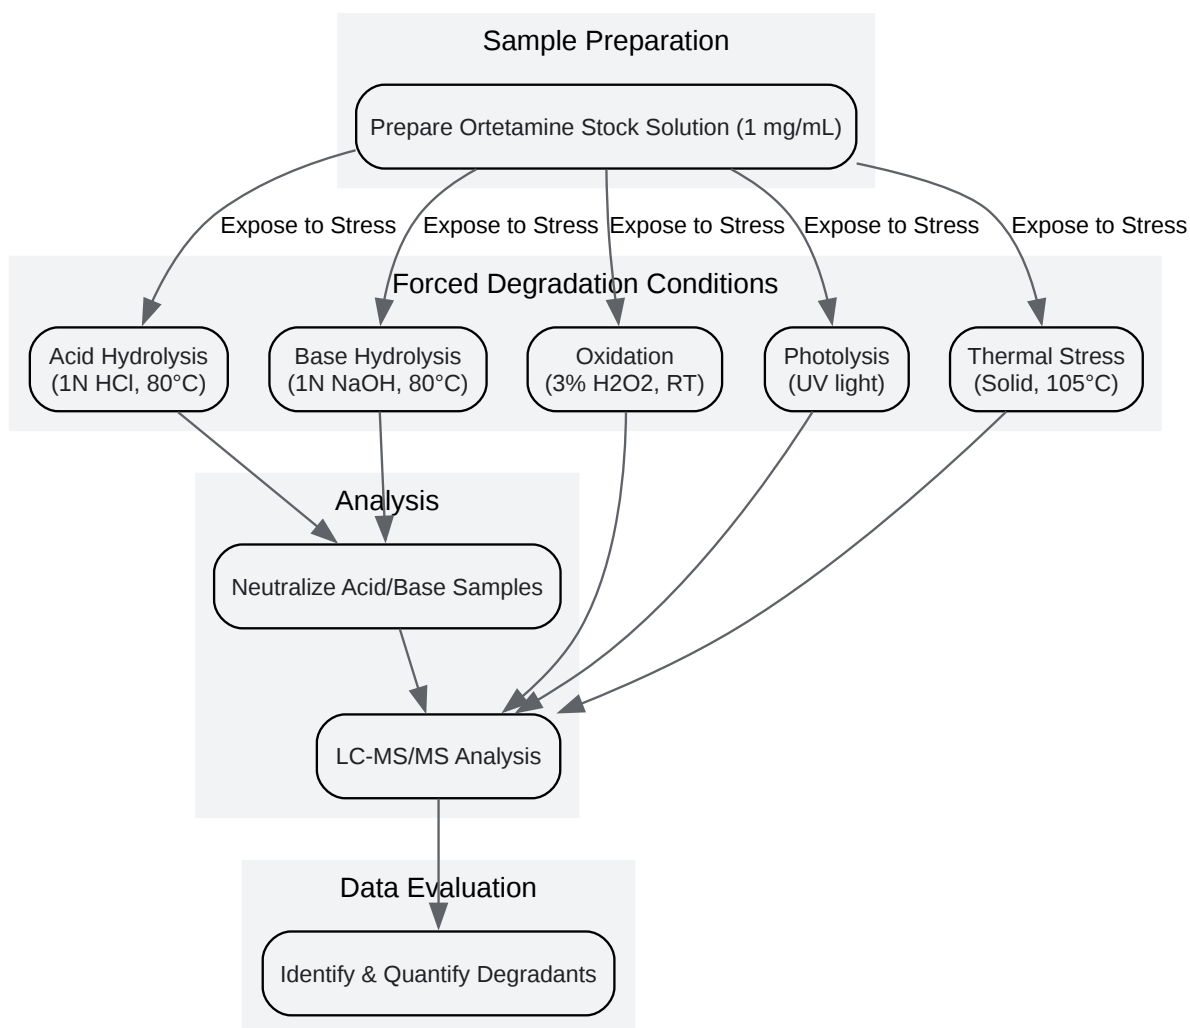 Sample Preparation
Prepare Ortetamine Stock Solution (1 mg/mL)
Expose to Stress
Expose to Stress
Expose to Stress
Expose to Stress
Expose to Stress
Forced Degradation Conditions
Acid Hydrolysis
(1N HCl, 80°C)
Base Hydrolysis
(1N NaOH, 80°C)
Oxidation
(3% H2O2, RT)
Photolysis
(UV light)
Thermal Stress
(Solid, 105°C)
Analysis
Neutralize Acid/Base Samples
LC-MS/MS Analysis
Data Evaluation
Identify & Quantify Degradants